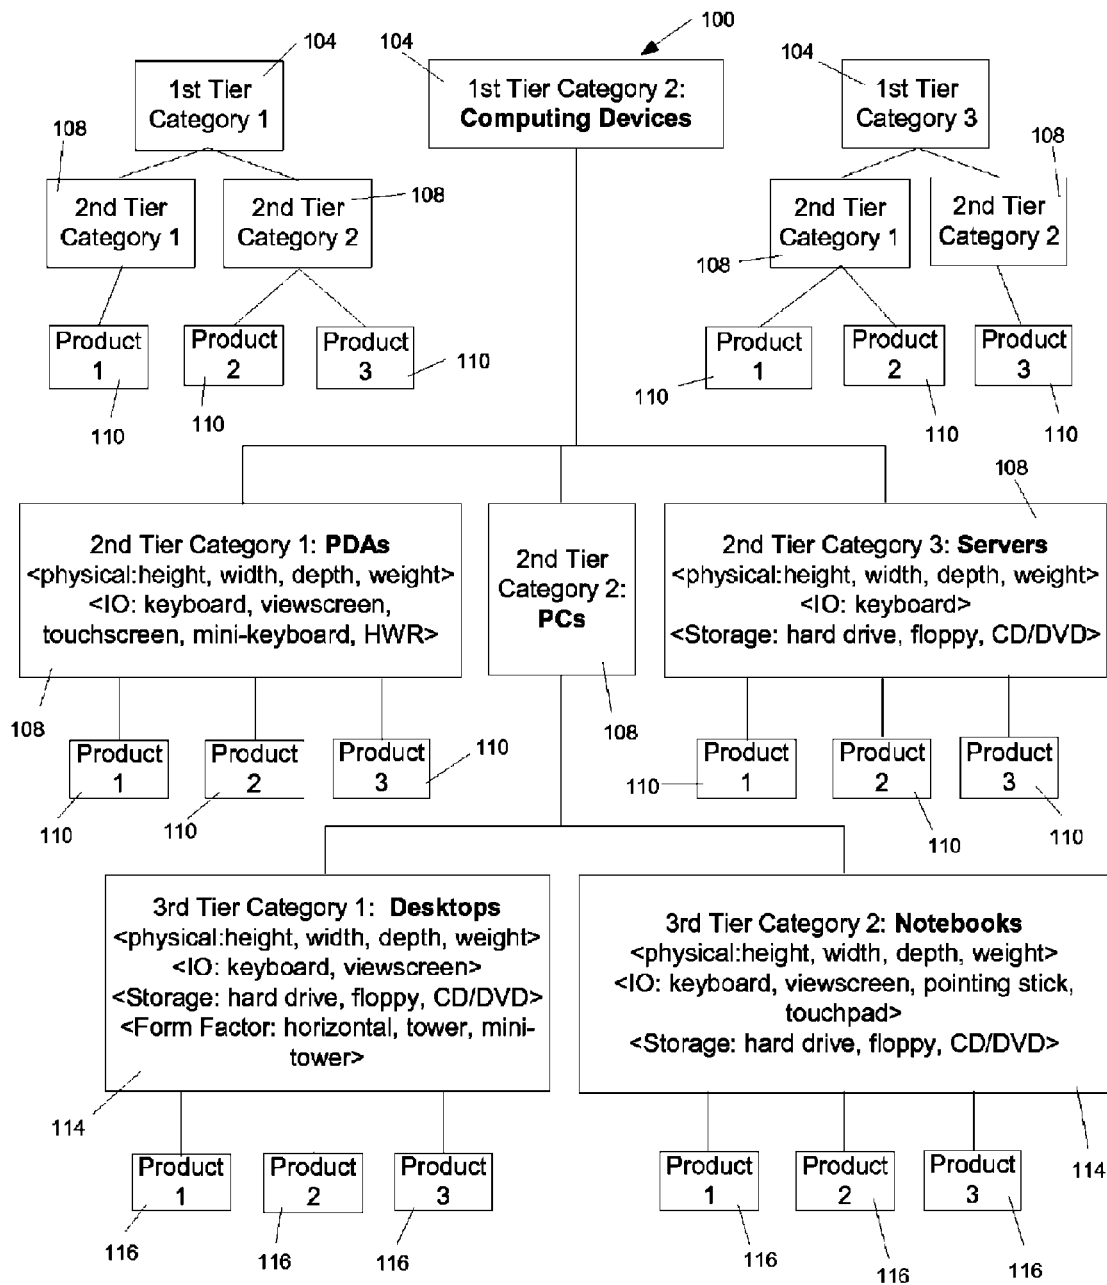 100
104
104
104
1st Tier
Category 1
1st Tier Category 2:
Computing Devices
1st Tier
Category 3
108
108
108
2nd Tier
Category 1
2nd Tier
Category 2
2nd Tier
Category 1
108
2nd Tier
Category 2
Product
1
Product
2
Product
3
110
110
110
Product
1
Product
2
Product
3
110
110
110
108
2nd Tier Category 1: PDAs
<physical:height, width, depth, weight>
<IO: keyboard, viewscreen,
touchscreen, mini-keyboard, HWR>
108
2nd Tier
Category 2:
PCs
108
2nd Tier Category 3: Servers
<physical:height, width, depth, weight>
<IO: keyboard>
<Storage: hard drive, floppy, CD/DVD>
Product
1
Product
2
Product
3
110
110
110
Product
1
Product
2
Product
3
110
110
110
3rd Tier Category 1: Desktops
<physical:height, width, depth, weight>
<IO: keyboard, viewscreen>
<Storage: hard drive, floppy, CD/DVD>
<Form Factor: horizontal, tower, mini-
tower>
114
3rd Tier Category 2: Notebooks
<physical:height, width, depth, weight>
<IO: keyboard, viewscreen, pointing stick,
touchpad>
<Storage: hard drive, floppy, CD/DVD>
114
Product
1
Product
2
Product
3
116
116
116
Product
1
Product
2
Product
3
116
116
116